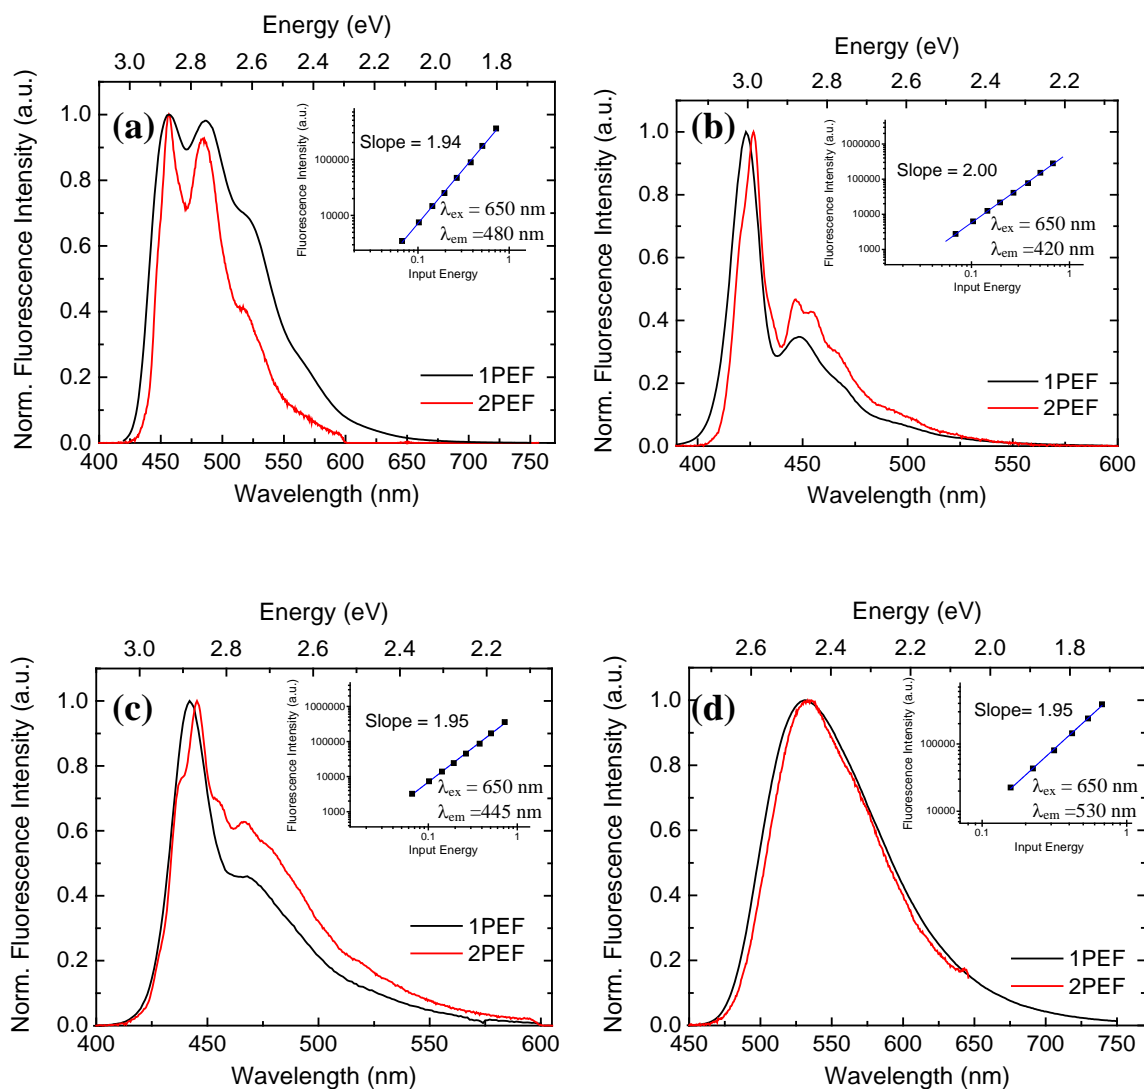 Energy (eV)
3.0 2.8 2.6 2.4 2.2 2.0 1.8
(a)
Norm. Fluorescence Intensity (a.u.)
1.0
0.8
0.6
0.4
0.2
0.0
400 450 500 550 600 650 700 750
Wavelength (nm)
1PEF
2PEF
Fluorescence Intensity (a.u.)
100000
10000
Slope = 1.94
λex = 650 nm
λem =480 nm
0.1 1
Input Energy
Energy (eV)
3.0 2.8 2.6 2.4 2.2
(b)
Norm. Fluorescence Intensity (a.u.)
1.0
0.8
0.6
0.4
0.2
0.0
400 450 500 550 600
Wavelength (nm)
1PEF
2PEF
Fluorescence Intensity (a.u.)
1000000
100000
10000
1000
Slope = 2.00
λex = 650 nm
λem =420 nm
0.1 1
Input Energy
Energy (eV)
3.0 2.8 2.6 2.4 2.2
(c)
Norm. Fluorescence Intensity (a.u.)
1.0
0.8
0.6
0.4
0.2
0.0
400 450 500 550 600
Wavelength (nm)
1PEF
2PEF
Fluorescence Intensity (a.u.)
1000000
100000
10000
1000
Slope = 1.95
λex = 650 nm
λem =445 nm
0.1 1
Input Energy
Energy (eV)
2.6 2.4 2.2 2.0 1.8
(d)
Norm. Fluorescence Intensity (a.u.)
1.0
0.8
0.6
0.4
0.2
0.0
450 500 550 600 650 700 750
Wavelength (nm)
1PEF
2PEF
Fluorescence Intensity (a.u.)
100000
10000
Slope= 1.95
λex = 650 nm
λem =530 nm
0.1 1
Input Energy